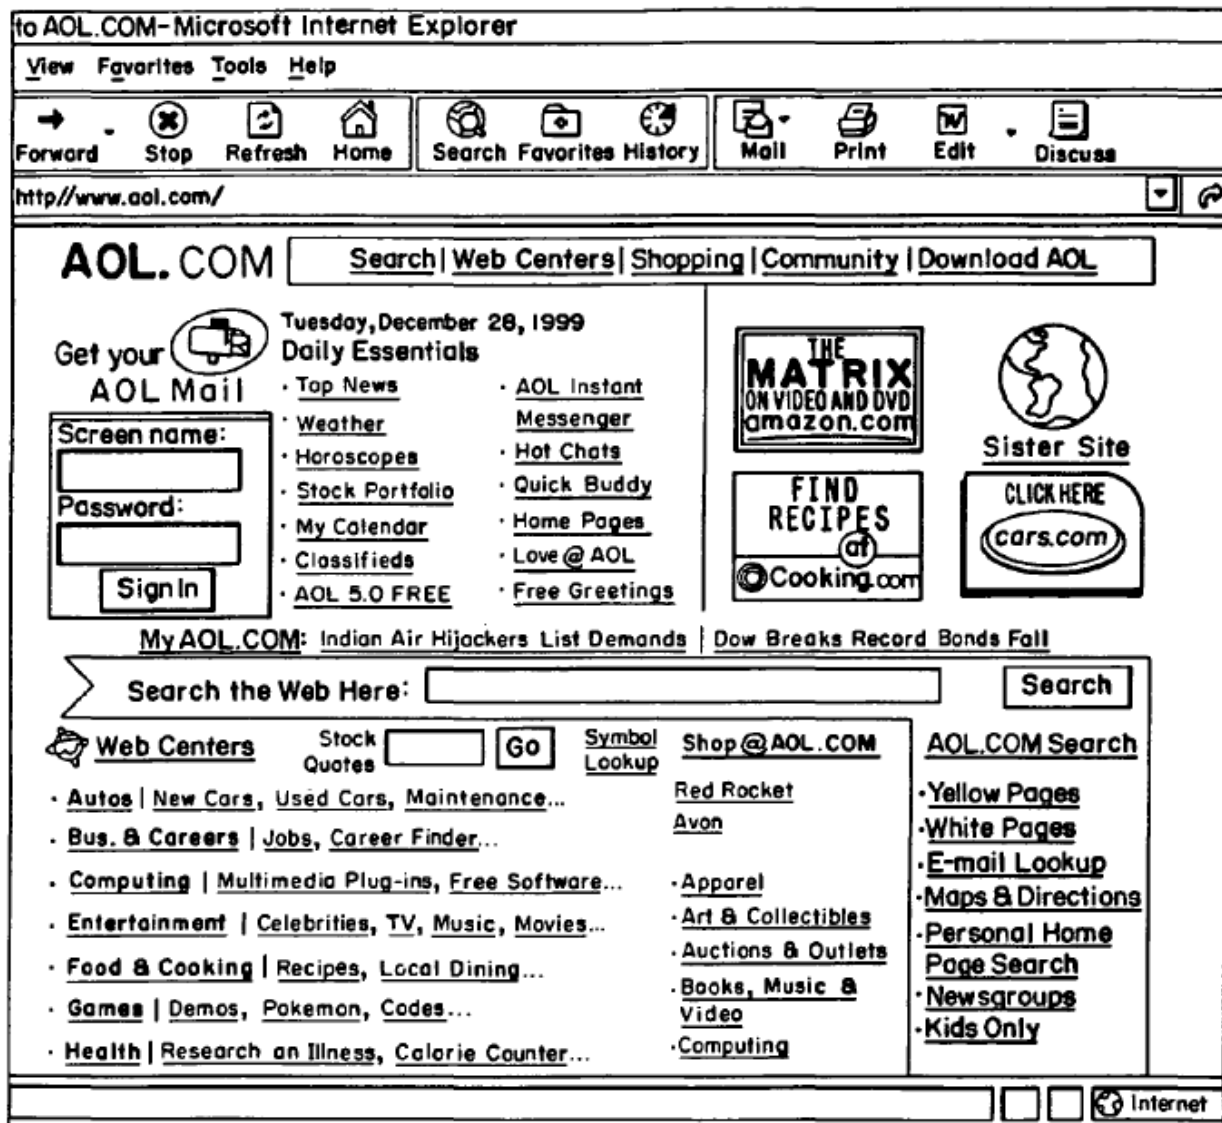 to AOL.COM-Microsoft Internet Explorer
View Favorites Tools Help
Forward Stop Refresh Home Search Favorites History Mail Print Edit Discuss
http//www.aol.com/
AOL.COM Search | Web Centers | Shopping | Community | Download AOL
Get your
AOL Mail
Screen name:
Password:
Sign In
Tuesday, December 28, 1999
Daily Essentials
· Top News
· Weather
· Horoscopes
· Stock Portfolio
· My Calendar
· Classifieds
· AOL 5.0 FREE
· AOL Instant
Messenger
· Hot Chats
· Quick Buddy
· Home Pages
· Love @ AOL
· Free Greetings
THE
MATRIX
ON VIDEO AND DVD
amazon.com
Sister Site
FIND
RECIPES
at
Cooking.com
CLICK HERE
cars.com
My AOL.COM: Indian Air Hijackers List Demands | Dow Breaks Record Bonds Fall
Search the Web Here: Search
Web Centers Stock Quotes Go Symbol Lookup
· Autos | New Cars, Used Cars, Maintenance...
· Bus. & Careers | Jobs, Career Finder...
· Computing | Multimedia Plug-ins, Free Software...
· Entertainment | Celebrities, TV, Music, Movies...
· Food & Cooking | Recipes, Local Dining...
· Games | Demos, Pokemon, Codes...
· Health | Research an Illness, Calorie Counter...
Shop@AOL.COM
Red Rocket
Avon
· Apparel
· Art & Collectibles
· Auctions & Outlets
· Books, Music &
Video
· Computing
AOL.COM Search
· Yellow Pages
· White Pages
· E-mail Lookup
· Maps & Directions
· Personal Home
Page Search
· Newsgroups
· Kids Only
Internet